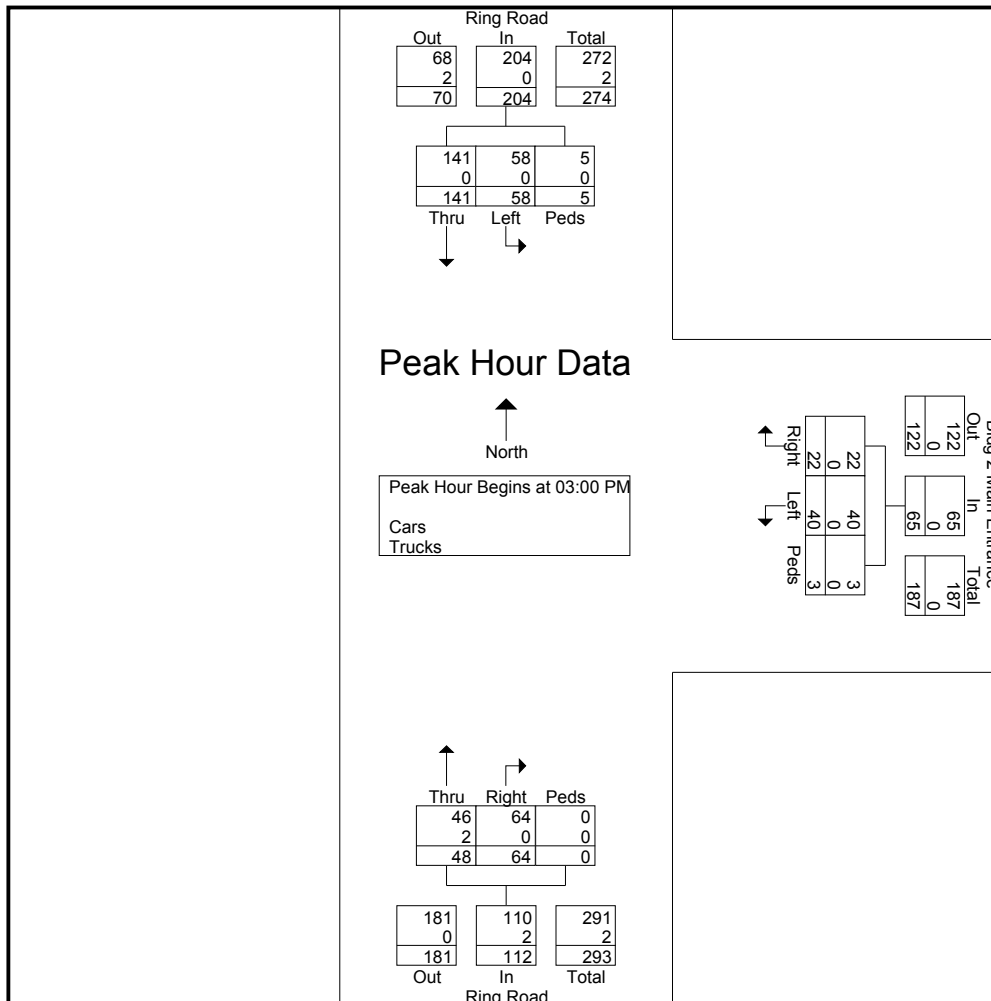 Ring Road
Out In Total
68 204 272
2 0 2
70 204 274
141 58 5
0 0 0
141 58 5
Thru Left Peds
Peak Hour Data
North
Peak Hour Begins at 03:00 PM
Cars
Trucks
Bldg 2 Main Entrance
Out In Total
122 65 187
0 0 0
122 65 187
22 40 3
0 0 0
22 40 3
Right Left Peds
Thru Right Peds
46 64 0
2 0 0
48 64 0
181 110 291
0 2 2
181 112 293
Out In Total
Ring Road